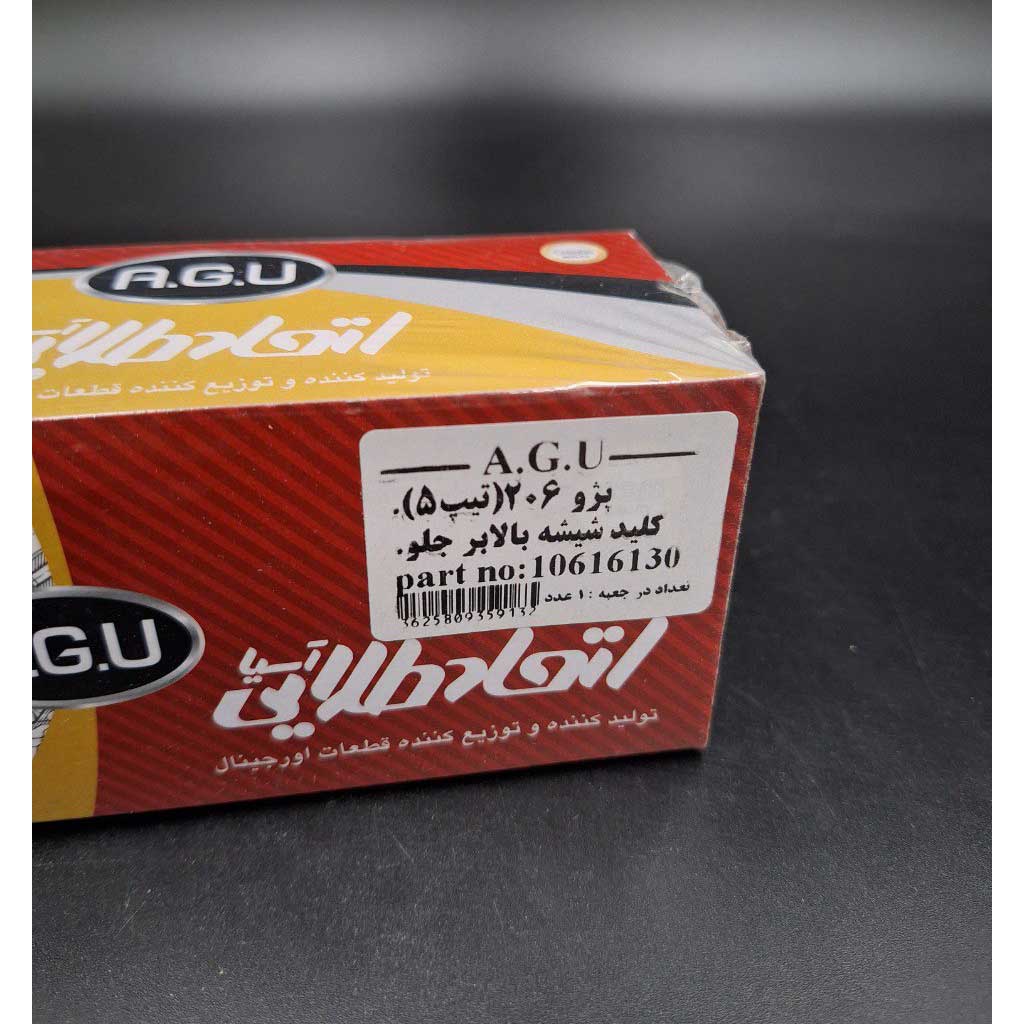 A.G.U
اتحاد طلایی
تولید کننده و توزیع کننده قطعات
A.G.U
پژو ۲۰۶(تیپ۵).
کلید شیشه بالابر جلو.
part no:10616130
تعداد در جعبه : ۱ عدد
3625809359132
.G.U
اتحاد طلایی آسیا
تولید کننده و توزیع کننده قطعات اورجینال